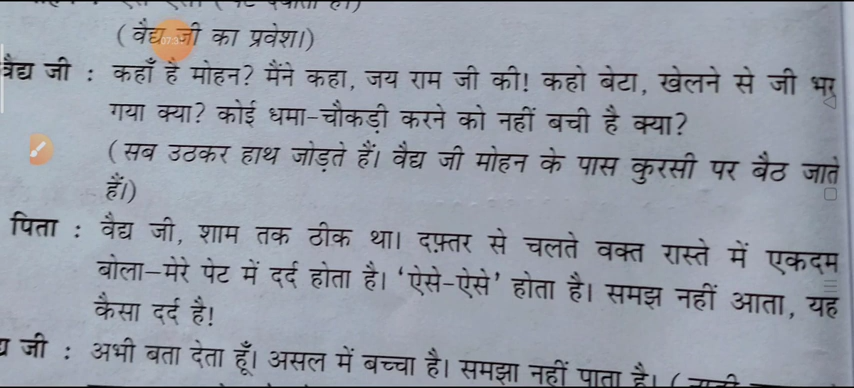 (वैद्य जी का प्रवेश।)
वैद्य जी : कहाँ है मोहन? मैंने कहा, जय राम जी की! कहो बेटा, खेलने से जी भर
गया क्या? कोई धमा-चौकड़ी करने को नहीं बची है क्या?
(सब उठकर हाथ जोड़ते हैं। वैद्य जी मोहन के पास कुरसी पर बैठ जाते
हैं।)
पिता : वैद्य जी, शाम तक ठीक था। दफ़्तर से चलते वक्त रास्ते में एकदम
बोला-मेरे पेट में दर्द होता है। 'ऐसे-ऐसे' होता है। समझ नहीं आता, यह
कैसा दर्द है!
जी : अभी बता देता हूँ। असल में बच्चा है। समझा नहीं पाता है। (